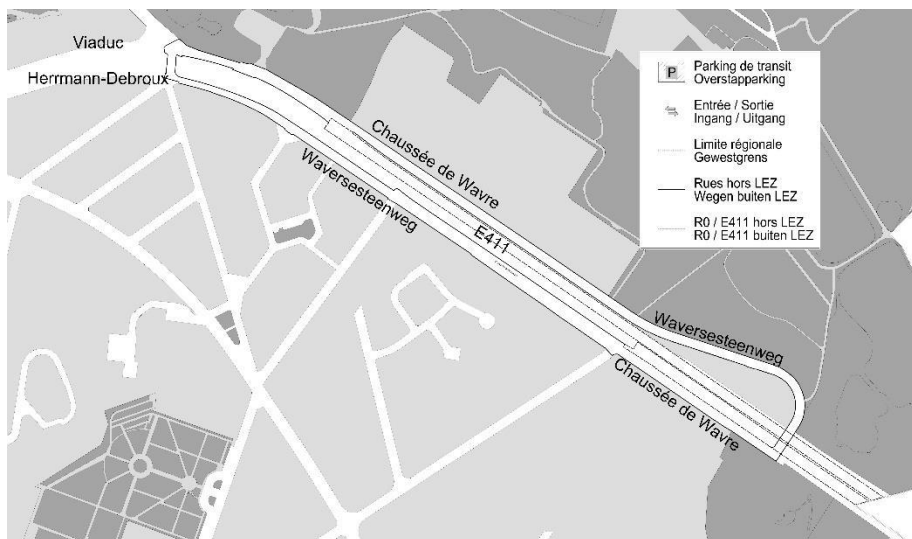 Viaduc
Herrmann-Debroux
Chaussée de Wavre
Waversesteenweg
E411
Waversesteenweg
Chaussée de Wavre
P
Parking de transit
Overstapparking
Entrée / Sortie
Ingang / Uitgang
Limite régionale
Gewestgrens
Rues hors LEZ
Wegen buiten LEZ
R0 / E411 hors LEZ
R0 / E411 buiten LEZ